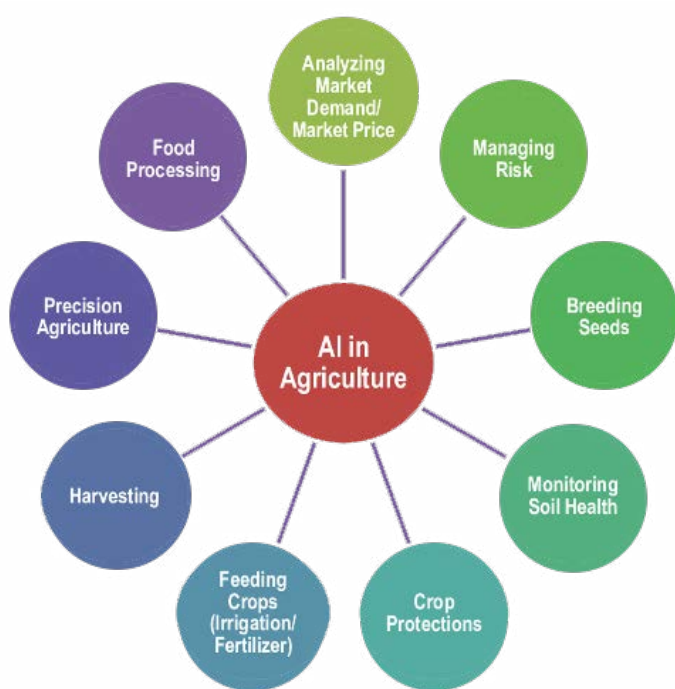 Analyzing
Market
Demand/
Market Price
Managing
Risk
Breeding
Seeds
Monitoring
Soil Health
Crop
Protections
Feeding
Crops
(Irrigation/
Fertilizer)
Harvesting
Precision
Agriculture
Food
Processing
AI in
Agriculture